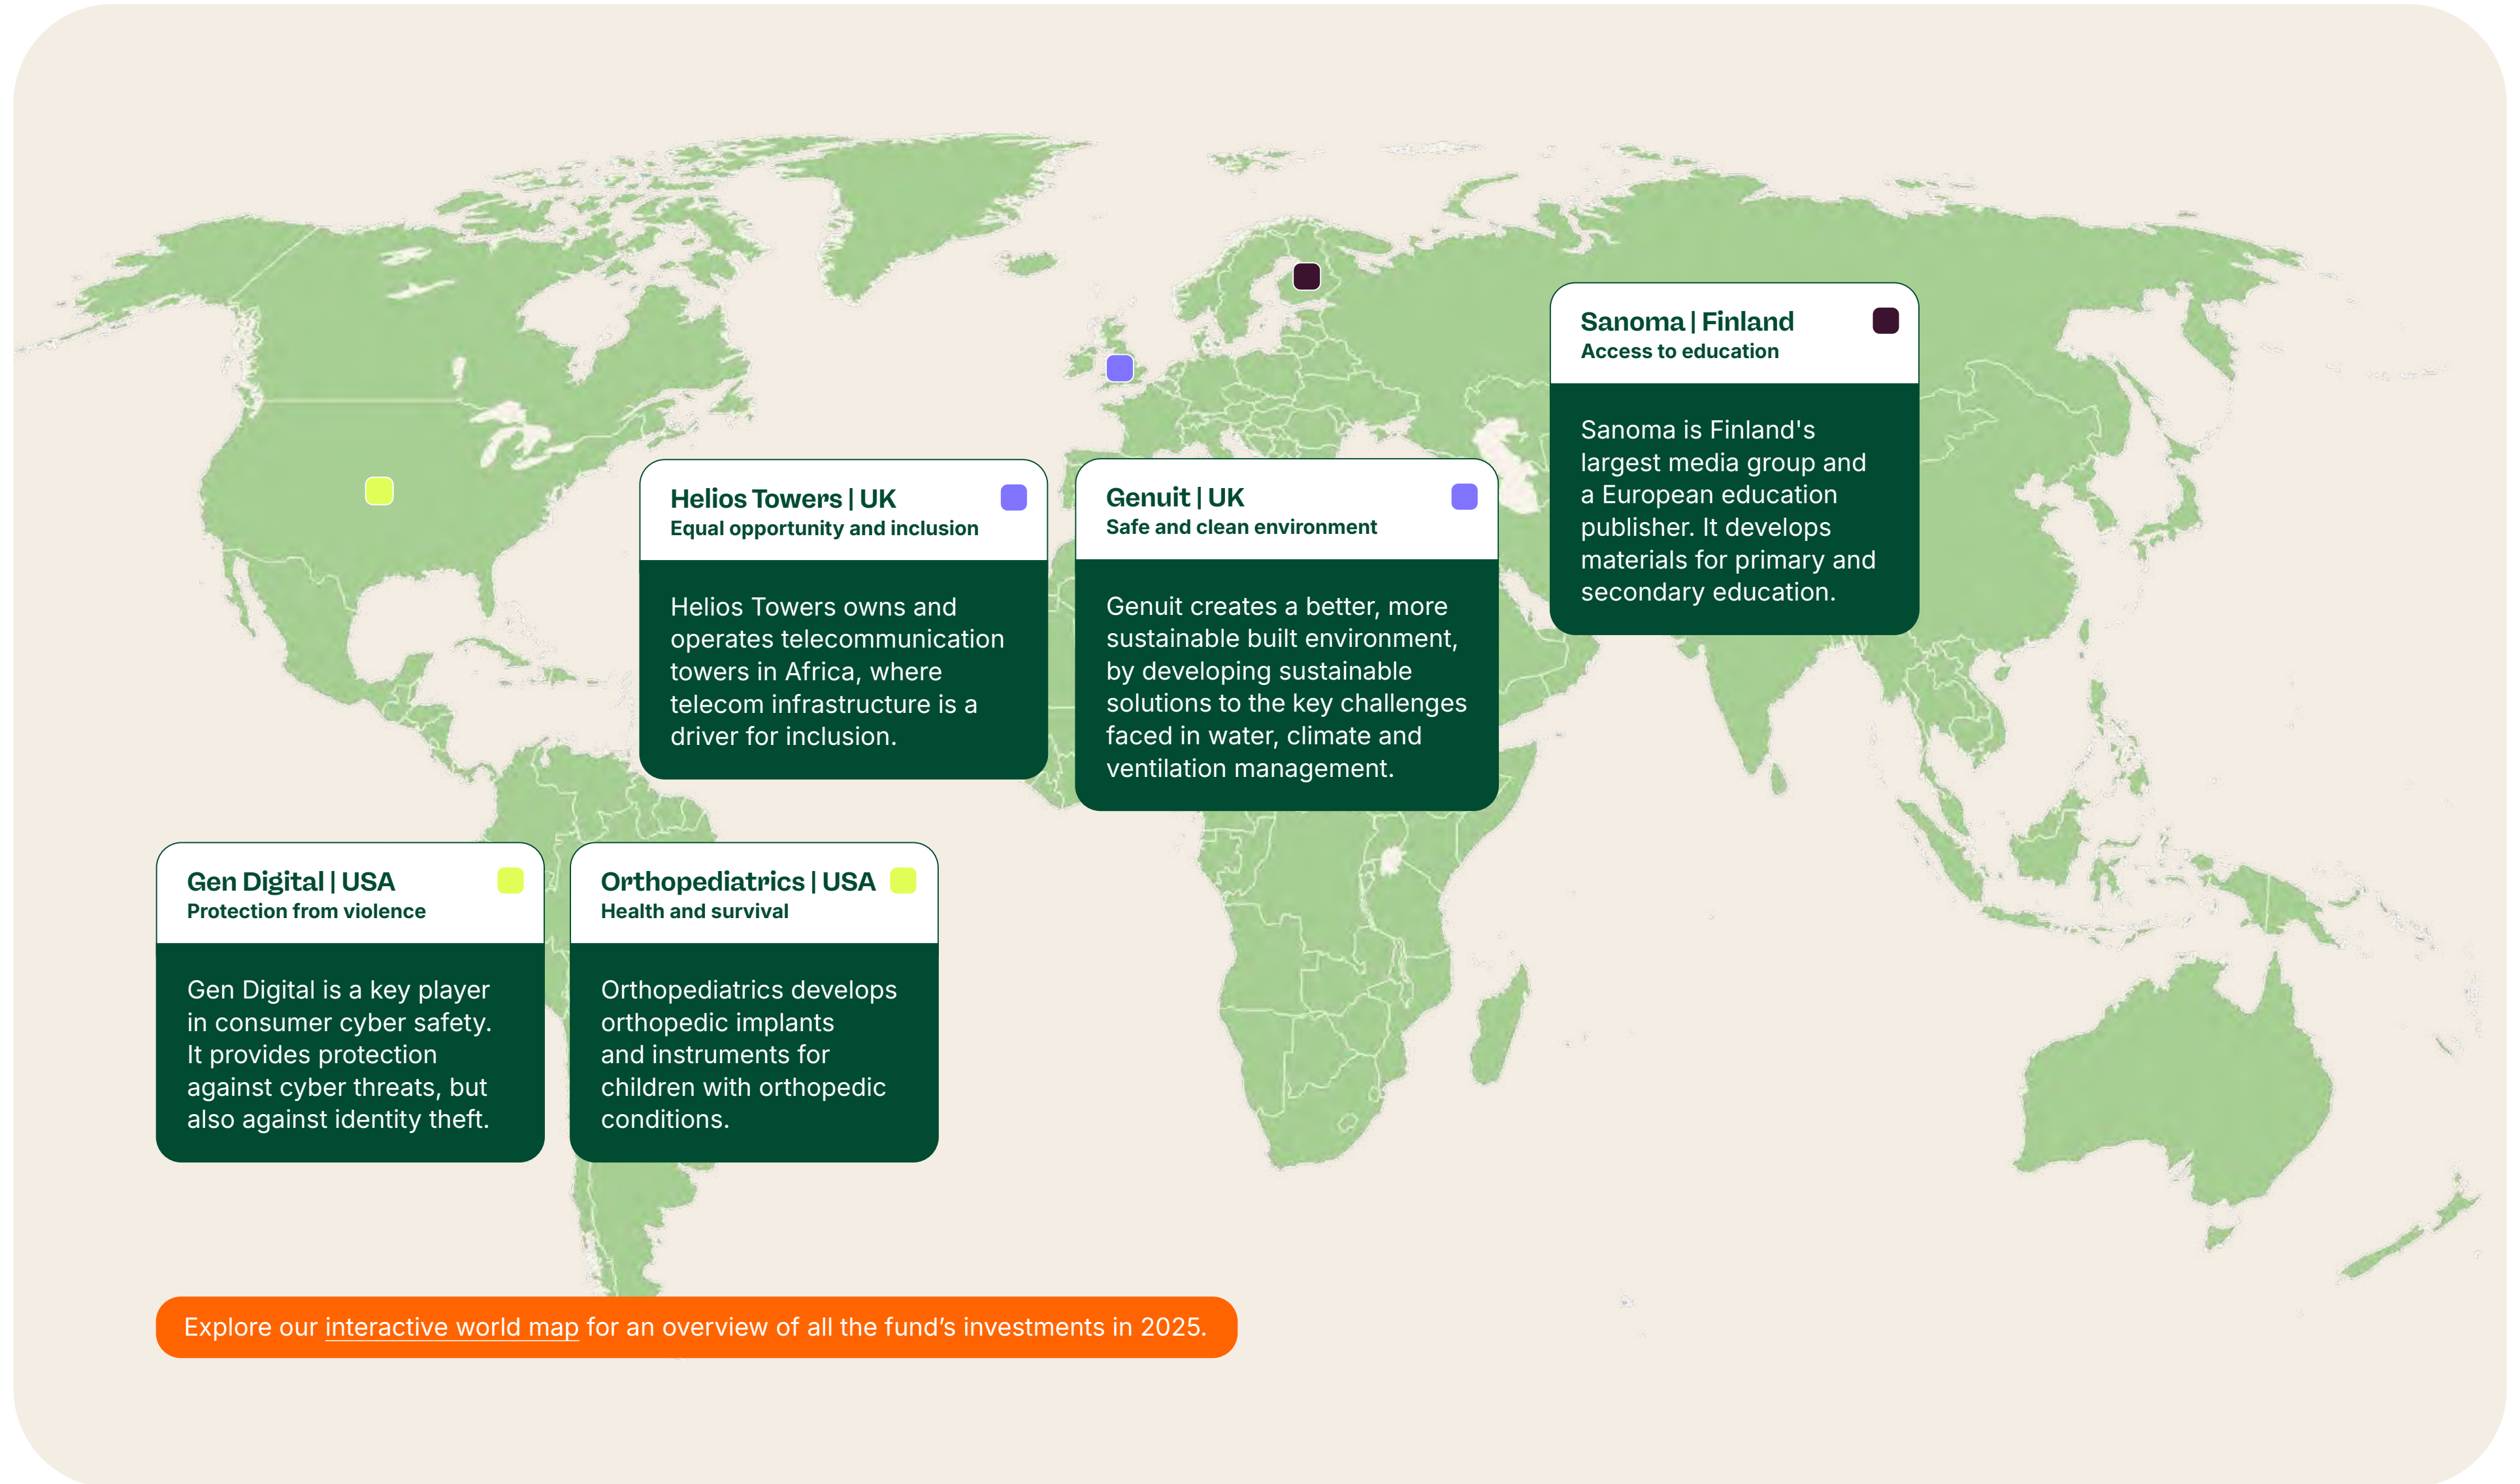 Sanoma | Finland
Access to education
Sanoma is Finland's
largest media group and
a European education
publisher. It develops
materials for primary and
secondary education.
Helios Towers | UK
Equal opportunity and inclusion
Helios Towers owns and
operates telecommunication
towers in Africa, where
telecom infrastructure is a
driver for inclusion.
Genuit | UK
Safe and clean environment
Genuit creates a better, more
sustainable built environment,
by developing sustainable
solutions to the key challenges
faced in water, climate and
ventilation management.
Gen Digital | USA
Protection from violence
Gen Digital is a key player
in consumer cyber safety.
It provides protection
against cyber threats, but
also against identity theft.
Orthopediatrics | USA
Health and survival
Orthopediatrics develops
orthopedic implants
and instruments for
children with orthopedic
conditions.
Explore our interactive world map for an overview of all the fund’s investments in 2025.